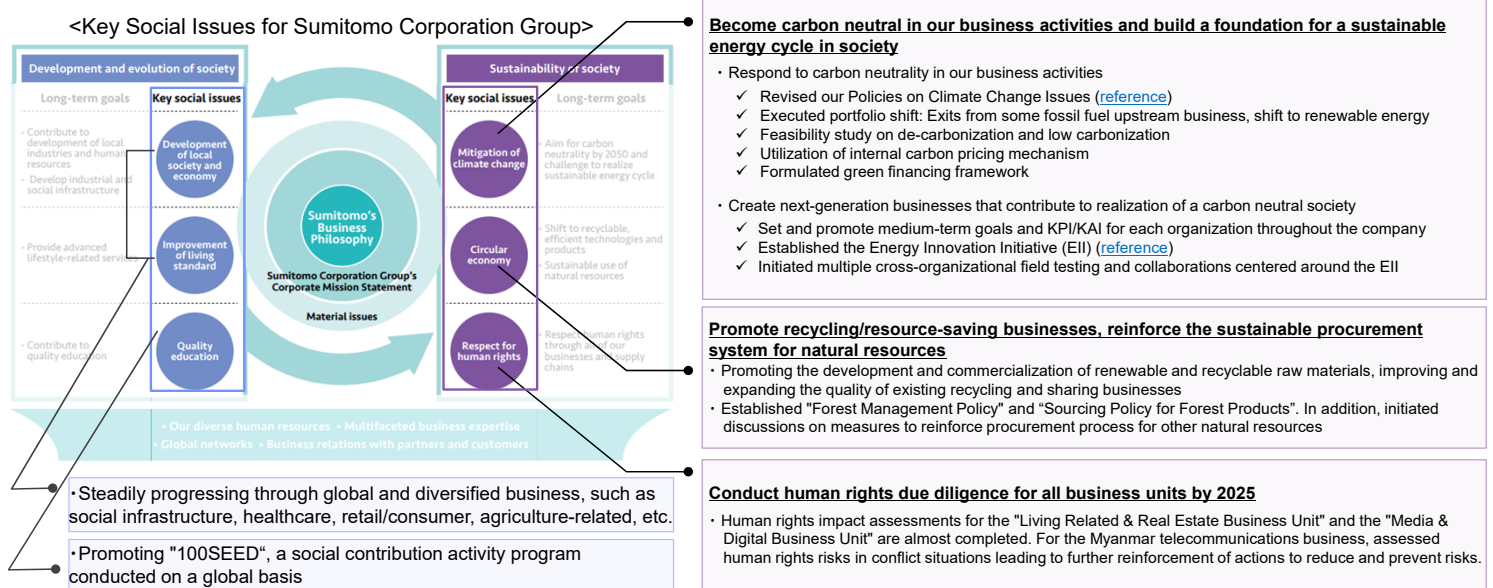 <Key Social Issues for Sumitomo Corporation Group>
Development and evolution of society
Long-term goals
Key social issues
・Contribute to
development of local
industries and human
resources
・Develop industrial and
social infrastructure
Development
of local
society and
economy
・Provide advanced
lifestyle-related services
Improvement
of living
standard
・Contribute to
quality education
Quality
education
Sumitomo's
Business
Philosophy
Sumitomo Corporation Group's
Corporate Mission Statement
Material issues
Sustainability of society
Key social issues
Long-term goals
Mitigation of
climate change
・Aim for carbon
neutrality by 2050 and
challenge to realize
sustainable energy cycle
Circular
economy
・Shift to recyclable,
efficient technologies and
products
・Sustainable use of
natural resources
Respect for
human rights
・Respect human rights
through all of our
businesses and supply
chains
• Our diverse human resources • Multifaceted business expertise
• Global networks • Business relations with partners and customers
・Steadily progressing through global and diversified business, such as
social infrastructure, healthcare, retail/consumer, agriculture-related, etc.
・Promoting "100SEED“, a social contribution activity program
conducted on a global basis
Become carbon neutral in our business activities and build a foundation for a sustainable
energy cycle in society
・Respond to carbon neutrality in our business activities
✓ Revised our Policies on Climate Change Issues (reference)
✓ Executed portfolio shift: Exits from some fossil fuel upstream business, shift to renewable energy
✓ Feasibility study on de-carbonization and low carbonization
✓ Utilization of internal carbon pricing mechanism
✓ Formulated green financing framework
・Create next-generation businesses that contribute to realization of a carbon neutral society
✓ Set and promote medium-term goals and KPI/KAI for each organization throughout the company
✓ Established the Energy Innovation Initiative (EII) (reference)
✓ Initiated multiple cross-organizational field testing and collaborations centered around the EII
Promote recycling/resource-saving businesses, reinforce the sustainable procurement
system for natural resources
・Promoting the development and commercialization of renewable and recyclable raw materials, improving and
expanding the quality of existing recycling and sharing businesses
・Established "Forest Management Policy" and “Sourcing Policy for Forest Products”. In addition, initiated
discussions on measures to reinforce procurement process for other natural resources
Conduct human rights due diligence for all business units by 2025
・Human rights impact assessments for the "Living Related & Real Estate Business Unit" and the "Media &
Digital Business Unit" are almost completed. For the Myanmar telecommunications business, assessed
human rights risks in conflict situations leading to further reinforcement of actions to reduce and prevent risks.